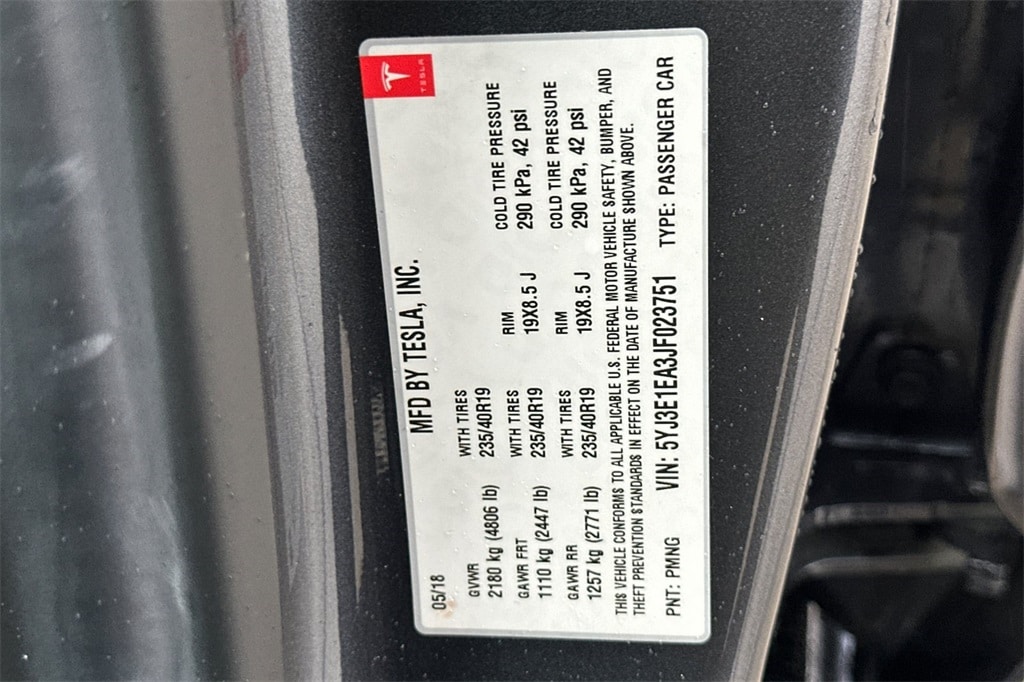 TESLA
MFD BY TESLA, INC.
05/18
GVWR WITH TIRES
2180 kg (4806 lb) 235/40R19
GAWR FRT WITH TIRES RIM COLD TIRE PRESSURE
1110 kg (2447 lb) 235/40R19 19X8.5 J 290 kPa, 42 psi
GAWR RR WITH TIRES RIM COLD TIRE PRESSURE
1257 kg (2771 lb) 235/40R19 19X8.5 J 290 kPa, 42 psi
THIS VEHICLE CONFORMS TO ALL APPLICABLE U.S. FEDERAL MOTOR VEHICLE SAFETY, BUMPER, AND
THEFT PREVENTION STANDARDS IN EFFECT ON THE DATE OF MANUFACTURE SHOWN ABOVE.
PNT: PMNG VIN: 5YJ3E1EA3JF023751 TYPE: PASSENGER CAR